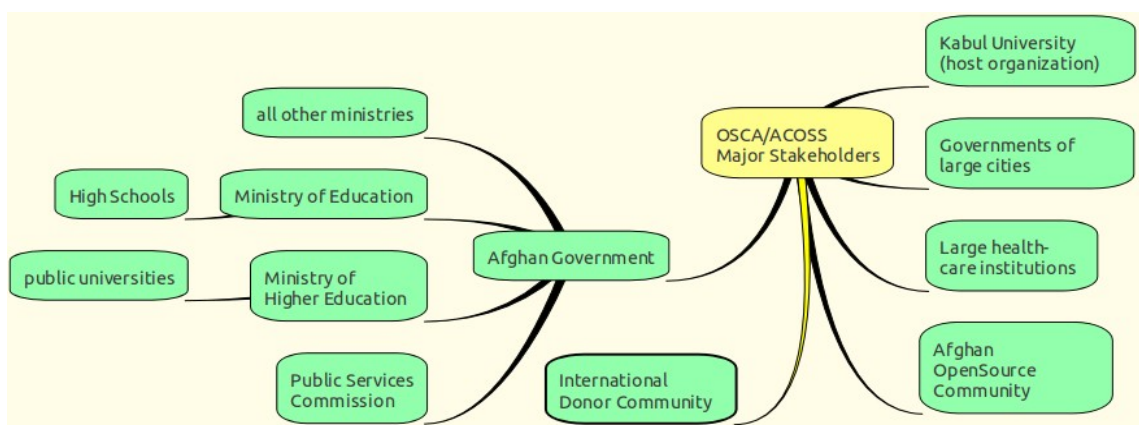 OSCA/ACOSS
Major Stakeholders
Kabul University
(host organization)
Governments of
large cities
Large health-
care institutions
Afghan
OpenSource
Community
International
Donor Community
Afghan Government
all other ministries
Ministry of Education
High Schools
Ministry of
Higher Education
public universities
Public Services
Commission